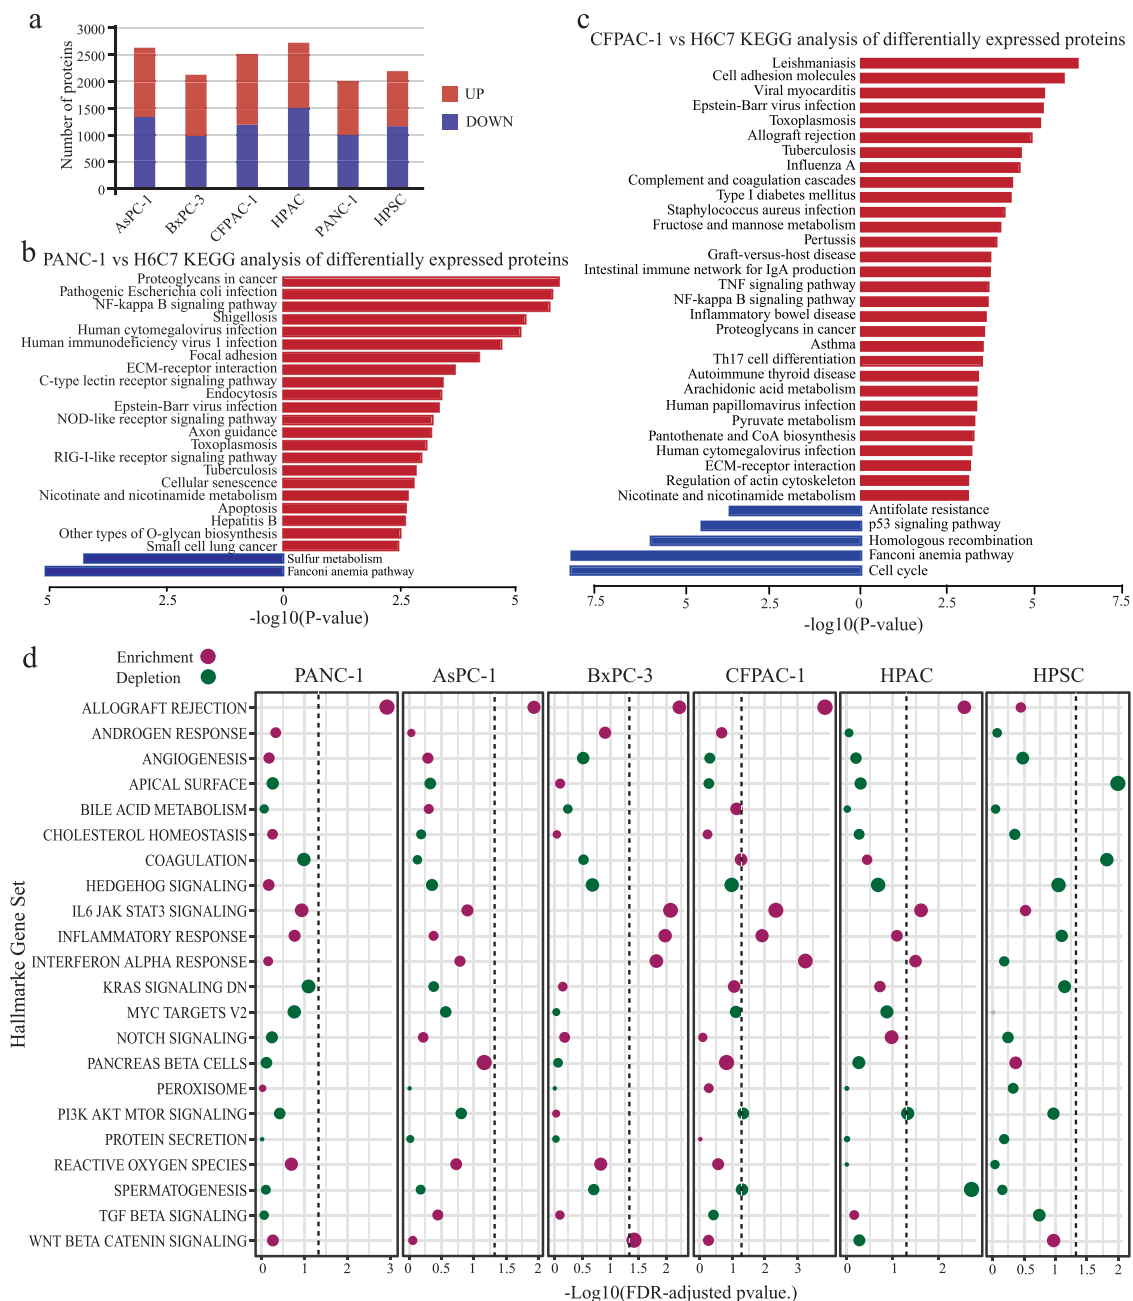 a
3000
2500
2000
1500
1000
500
0
Number of proteins
AsPC-1
BxPC-3
CFPAC-1
HPAC
PANC-1
HPSC
UP
DOWN
b
PANC-1 vs H6C7 KEGG analysis of differentially expressed proteins
Proteoglycans in cancer
Pathogenic Escherichia coli infection
NF-kappa B signaling pathway
Shigellosis
Human cytomegalovirus infection
Human immunodeficiency virus 1 infection
Focal adhesion
ECM-receptor interaction
C-type lectin receptor signaling pathway
Endocytosis
Epstein-Barr virus infection
NOD-like receptor signaling pathway
Axon guidance
Toxoplasmosis
RIG-I-like receptor signaling pathway
Tuberculosis
Cellular senescence
Nicotinate and nicotinamide metabolism
Apoptosis
Hepatitis B
Other types of O-glycan biosynthesis
Small cell lung cancer
Sulfur metabolism
Fanconi anemia pathway
5 2.5 0 2.5 5
-log10(P-value)
c
CFPAC-1 vs H6C7 KEGG analysis of differentially expressed proteins
Leishmaniasis
Cell adhesion molecules
Viral myocarditis
Epstein-Barr virus infection
Toxoplasmosis
Allograft rejection
Tuberculosis
Influenza A
Complement and coagulation cascades
Type I diabetes mellitus
Staphylococcus aureus infection
Fructose and mannose metabolism
Pertussis
Graft-versus-host disease
Intestinal immune network for IgA production
TNF signaling pathway
NF-kappa B signaling pathway
Inflammatory bowel disease
Proteoglycans in cancer
Asthma
Th17 cell differentiation
Autoimmune thyroid disease
Arachidonic acid metabolism
Human papillomavirus infection
Pyruvate metabolism
Pantothenate and CoA biosynthesis
Human cytomegalovirus infection
ECM-receptor interaction
Regulation of actin cytoskeleton
Nicotinate and nicotinamide metabolism
Antifolate resistance
p53 signaling pathway
Homologous recombination
Fanconi anemia pathway
Cell cycle
7.5 5 2.5 0 2.5 5 7.5
-log10(P-value)
d
Enrichment
Depletion
PANC-1 AsPC-1 BxPC-3 CFPAC-1 HPAC HPSC
Hallmarke Gene Set
ALLOGRAFT REJECTION
ANDROGEN RESPONSE
ANGIOGENESIS
APICAL SURFACE
BILE ACID METABOLISM
CHOLESTEROL HOMEOSTASIS
COAGULATION
HEDGEHOG SIGNALING
IL6 JAK STAT3 SIGNALING
INFLAMMATORY RESPONSE
INTERFERON ALPHA RESPONSE
KRAS SIGNALING DN
MYC TARGETS V2
NOTCH SIGNALING
PANCREAS BETA CELLS
PEROXISOME
PI3K AKT MTOR SIGNALING
PROTEIN SECRETION
REACTIVE OXYGEN SPECIES
SPERMATOGENESIS
TGF BETA SIGNALING
WNT BETA CATENIN SIGNALING
0 1 2 3 0 0.5 1 1.5 2 0 0.5 1 1.5 2 0 1 2 3 0 1 2 0 0.5 1 1.5 2
-Log10(FDR-adjusted pvalue.)